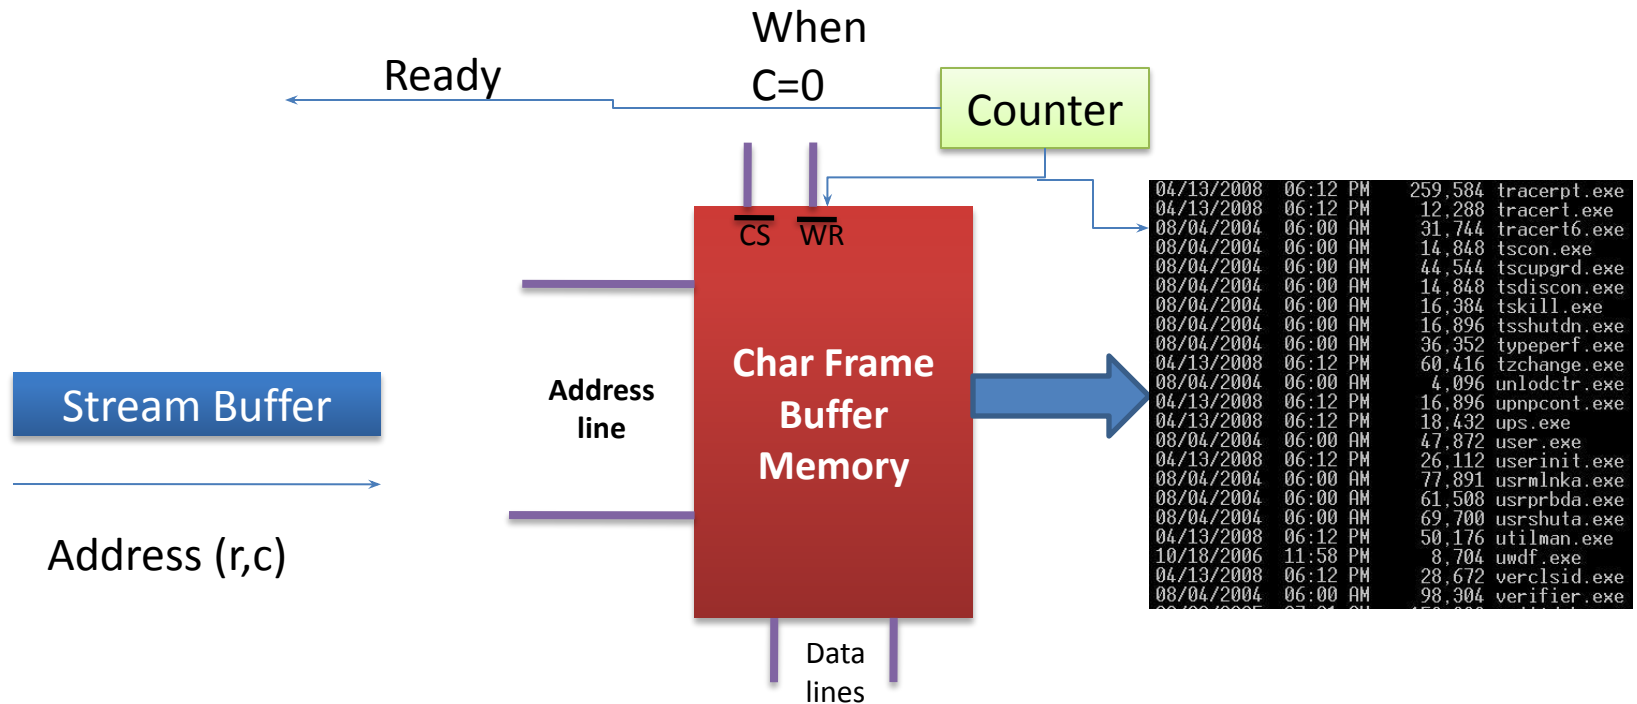 When
C=0
Ready
Counter
CS
WR
Address
line
Char Frame
Buffer
Memory
Stream Buffer
Address (r,c)
Data
lines
04/13/2008 06:12 PM 259,584 tracerpt.exe
04/13/2008 06:12 PM 12,288 tracert.exe
08/04/2004 06:00 AM 31,744 tracert6.exe
08/04/2004 06:00 AM 14,848 tscon.exe
08/04/2004 06:00 AM 44,544 tscupgrd.exe
08/04/2004 06:00 AM 14,848 tsdiscon.exe
08/04/2004 06:00 AM 16,384 tskill.exe
08/04/2004 06:00 AM 16,896 tsshutdn.exe
08/04/2004 06:00 AM 36,352 typeperf.exe
04/13/2008 06:12 PM 60,416 tzchange.exe
08/04/2004 06:00 AM 4,096 unlodctr.exe
04/13/2008 06:12 PM 16,896 upnpcont.exe
04/13/2008 06:12 PM 18,432 ups.exe
08/04/2004 06:00 AM 47,872 user.exe
04/13/2008 06:12 PM 26,112 userinit.exe
08/04/2004 06:00 AM 77,891 usrmlnka.exe
08/04/2004 06:00 AM 61,508 usrprbda.exe
08/04/2004 06:00 AM 69,700 usrshuta.exe
04/13/2008 06:12 PM 50,176 utilman.exe
10/18/2006 11:58 PM 8,704 uwdf.exe
04/13/2008 06:12 PM 28,672 verclsid.exe
08/04/2004 06:00 AM 98,304 verifier.exe